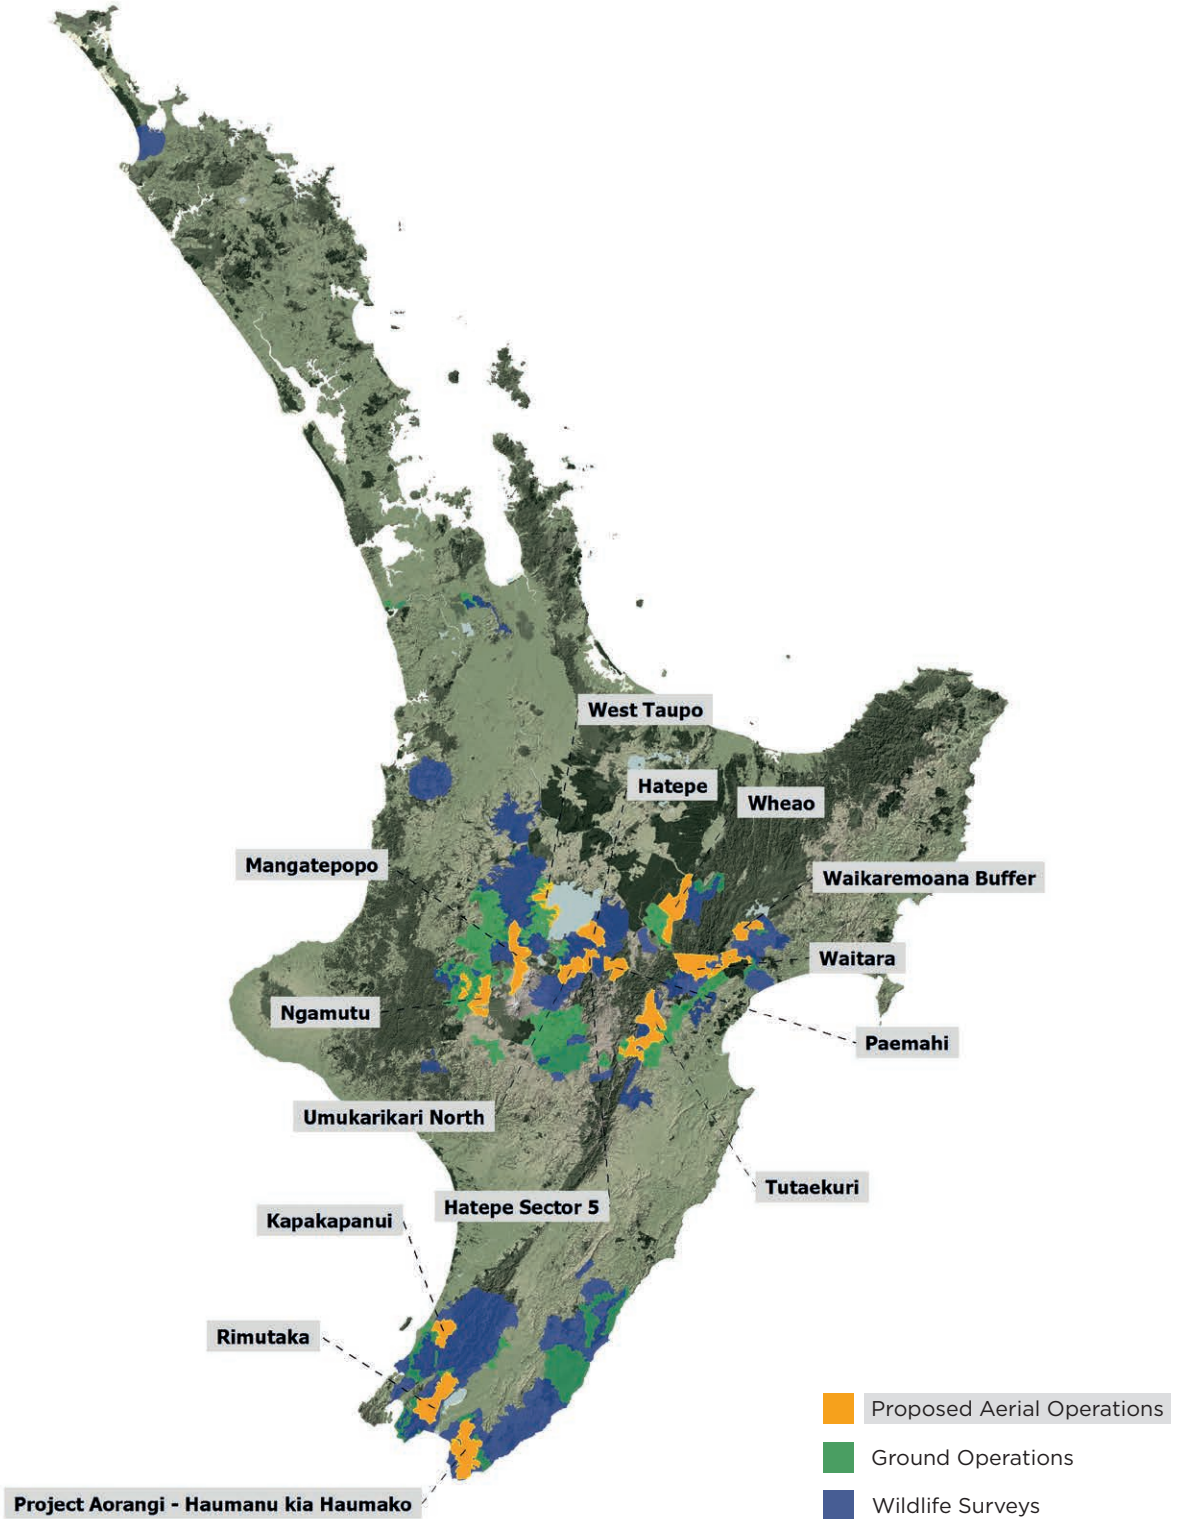 West Taupo
Hatepe
Wheao
Mangatepopo
Waikaremoana Buffer
Waitara
Ngamutu
Paemahi
Umukarikari North
Tutaekuri
Hatepe Sector 5
Kapakapanui
Rimutaka
Proposed Aerial Operations
Ground Operations
Project Aorangi - Haumanu kia Haumako
Wildlife Surveys